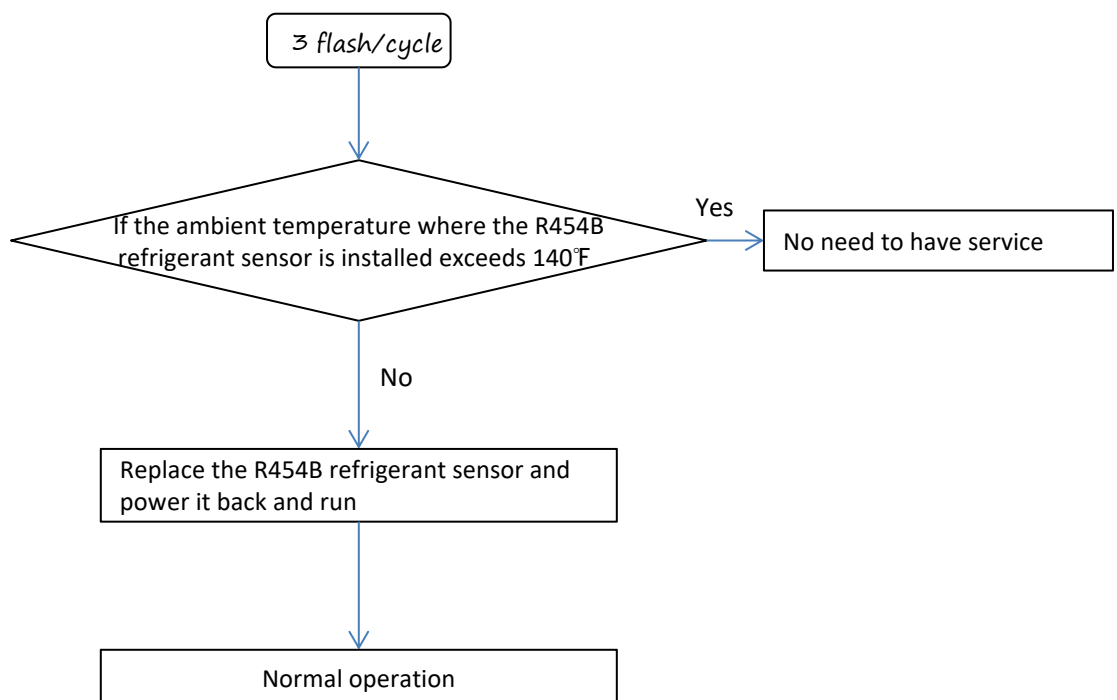 3 flash/cycle
If the ambient temperature where the R454B
refrigerant sensor is installed exceeds 140°F
Yes
No need to have service
No
Replace the R454B refrigerant sensor and
power it back and run
Normal operation